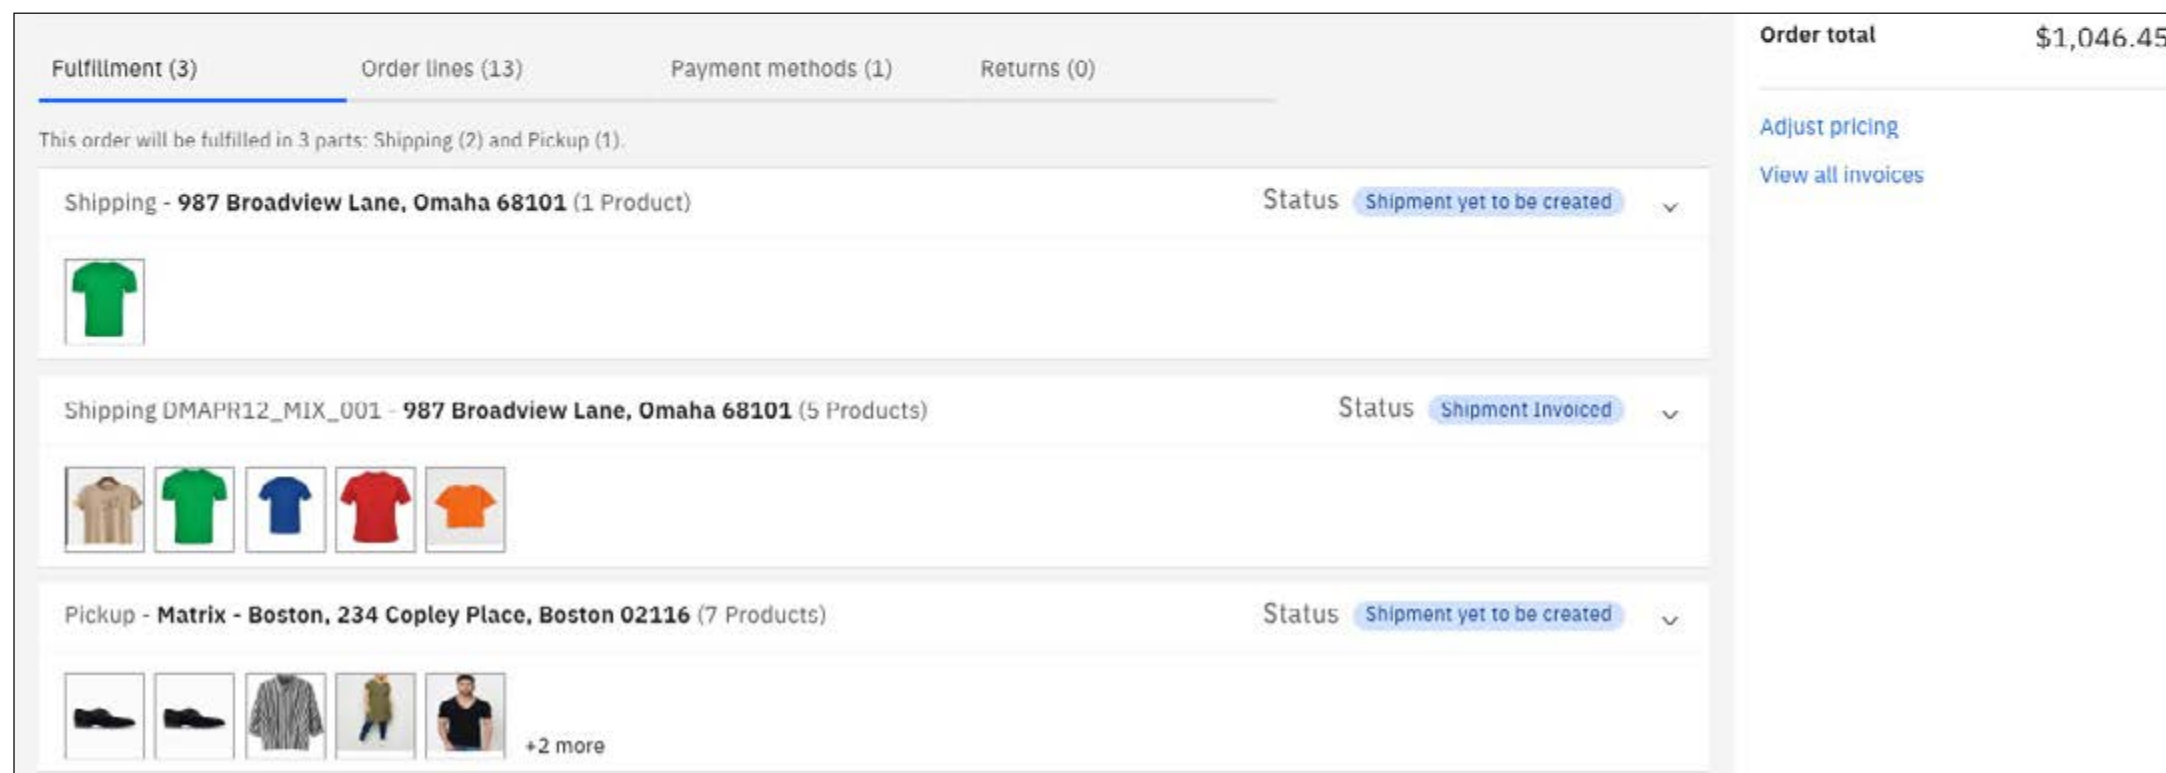 Order total $1,046.45
Fulfillment (3) Order lines (13) Payment methods (1) Returns (0)
Adjust pricing
This order will be fulfilled in 3 parts: Shipping (2) and Pickup (1).
View all invoices
Shipping - 987 Broadview Lane, Omaha 68101 (1 Product) Status Shipment yet to be created
Shipping DMAPR12_MIX_001 - 987 Broadview Lane, Omaha 68101 (5 Products) Status Shipment Invoiced
Pickup - Matrix - Boston, 234 Copley Place, Boston 02116 (7 Products) Status Shipment yet to be created
+2 more